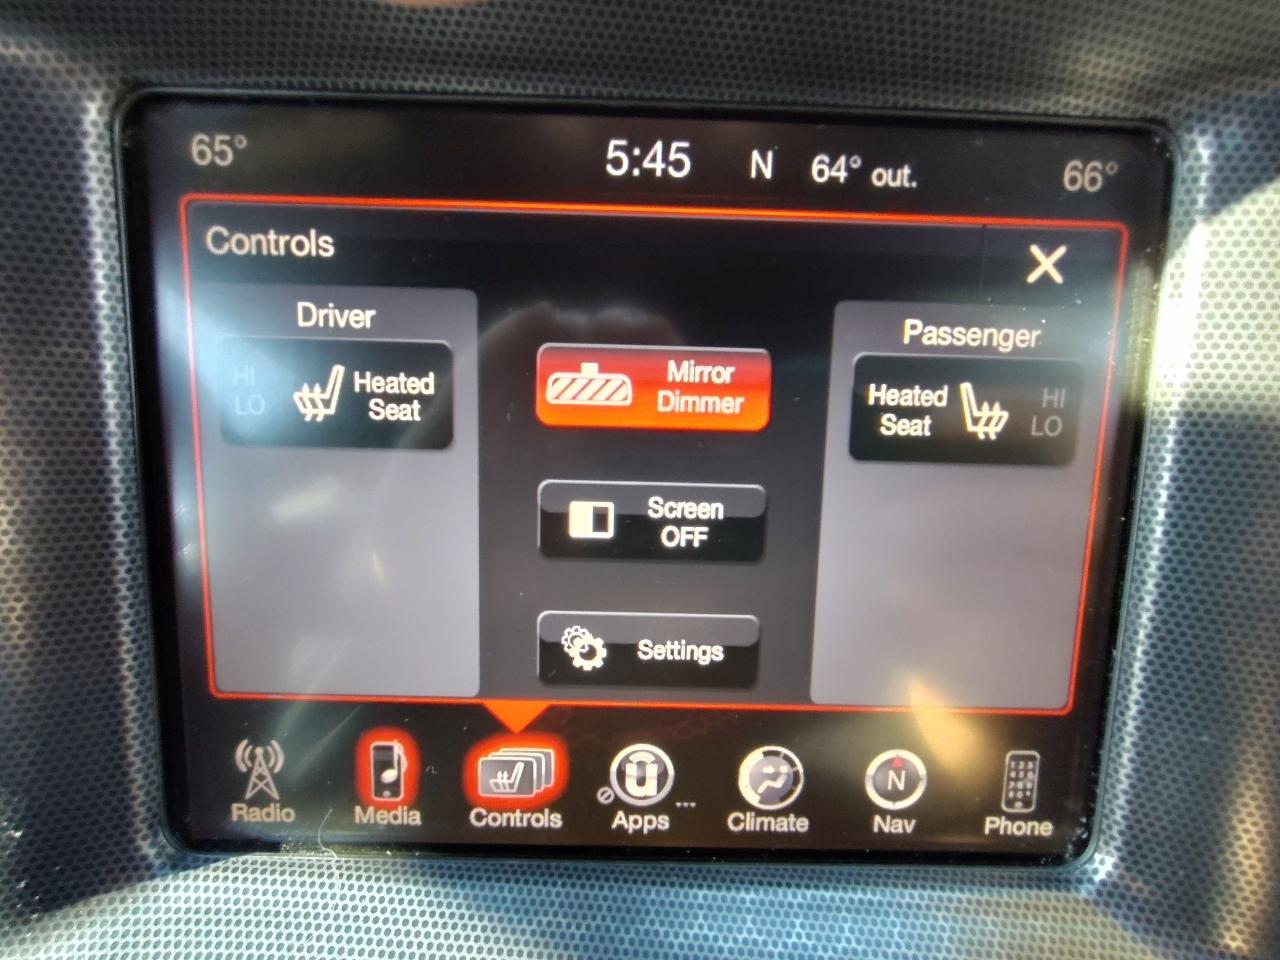 65° 5:45 N 64° out. 66°
Controls X
Driver
Passenger
HI
LO
Heated
Seat
Mirror
Dimmer
Heated
Seat
HI
LO
Screen
OFF
Settings
N
Radio Media Controls Apps ... Climate Nav Phone